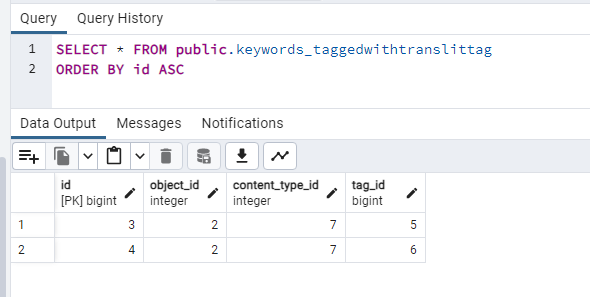 Query Query History
1 SELECT * FROM public.keywords_taggedwithtranslittag
2 ORDER BY id ASC
Data Output Messages Notifications
id object_id content_type_id tag_id
[PK] bigint integer integer bigint
1 3 2 7 5
2 4 2 7 6